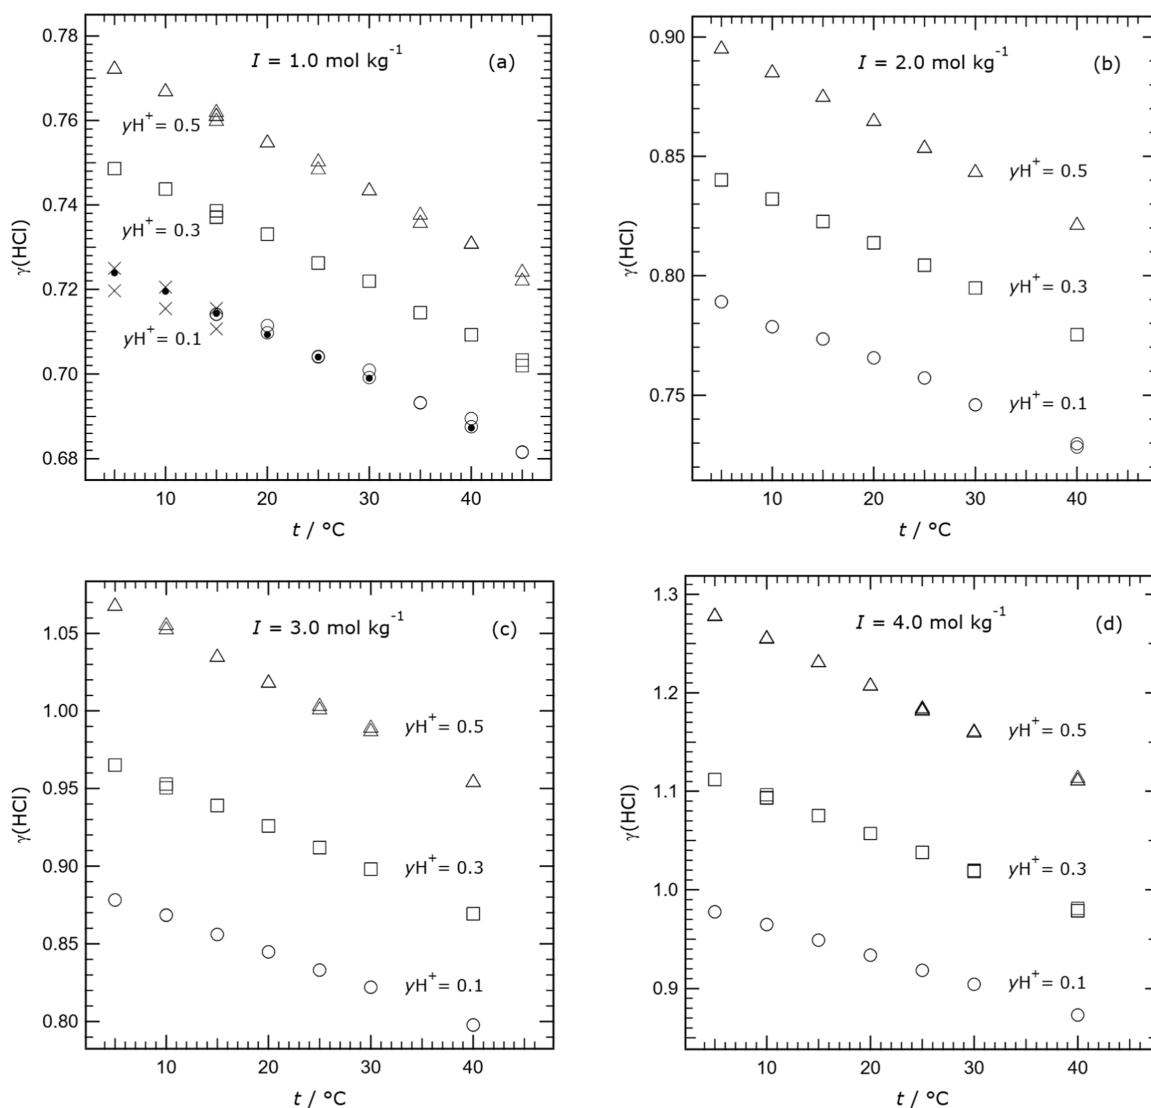 0.78
0.76
0.74
0.72
0.70
0.68
γ(HCl)
I = 1.0 mol kg⁻¹
(a)
yH⁺= 0.5
yH⁺= 0.3
yH⁺= 0.1
10
20
30
40
t / °C
0.90
0.85
0.80
0.75
γ(HCl)
I = 2.0 mol kg⁻¹
(b)
yH⁺= 0.5
yH⁺= 0.3
yH⁺= 0.1
10
20
30
40
t / °C
1.05
1.00
0.95
0.90
0.85
0.80
γ(HCl)
I = 3.0 mol kg⁻¹
(c)
yH⁺= 0.5
yH⁺= 0.3
yH⁺= 0.1
10
20
30
40
t / °C
1.3
1.2
1.1
1.0
0.9
γ(HCl)
I = 4.0 mol kg⁻¹
(d)
yH⁺= 0.5
yH⁺= 0.3
yH⁺= 0.1
10
20
30
40
t / °C